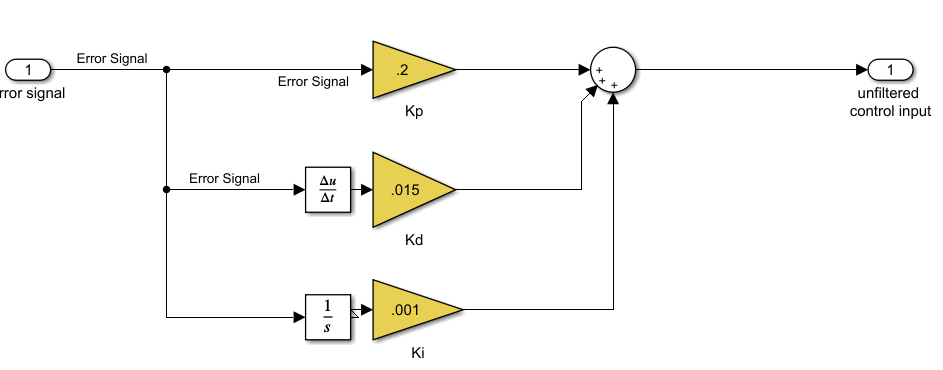 Error Signal
1
.2
+
+
+
1
rror signal
Error Signal
Kp
unfiltered
control input
Error Signal
Δu
Δt
.015
Kd
1
s
.001
Ki